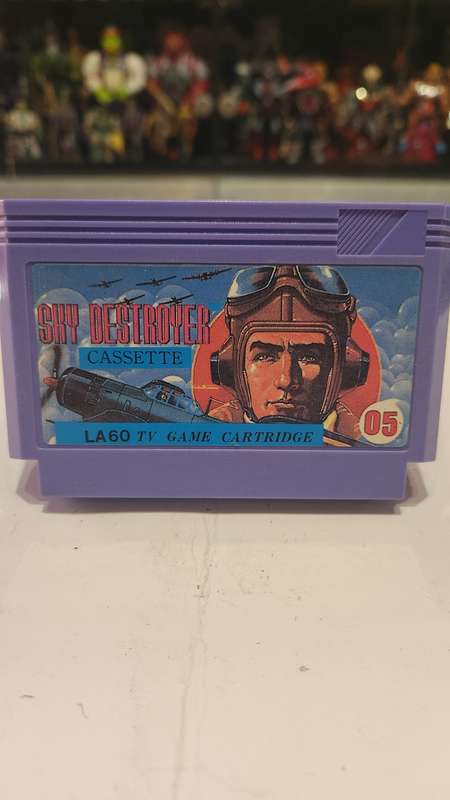 SKY DESTROYER
CASSETTE
LA60 TV GAME CARTRIDGE
05